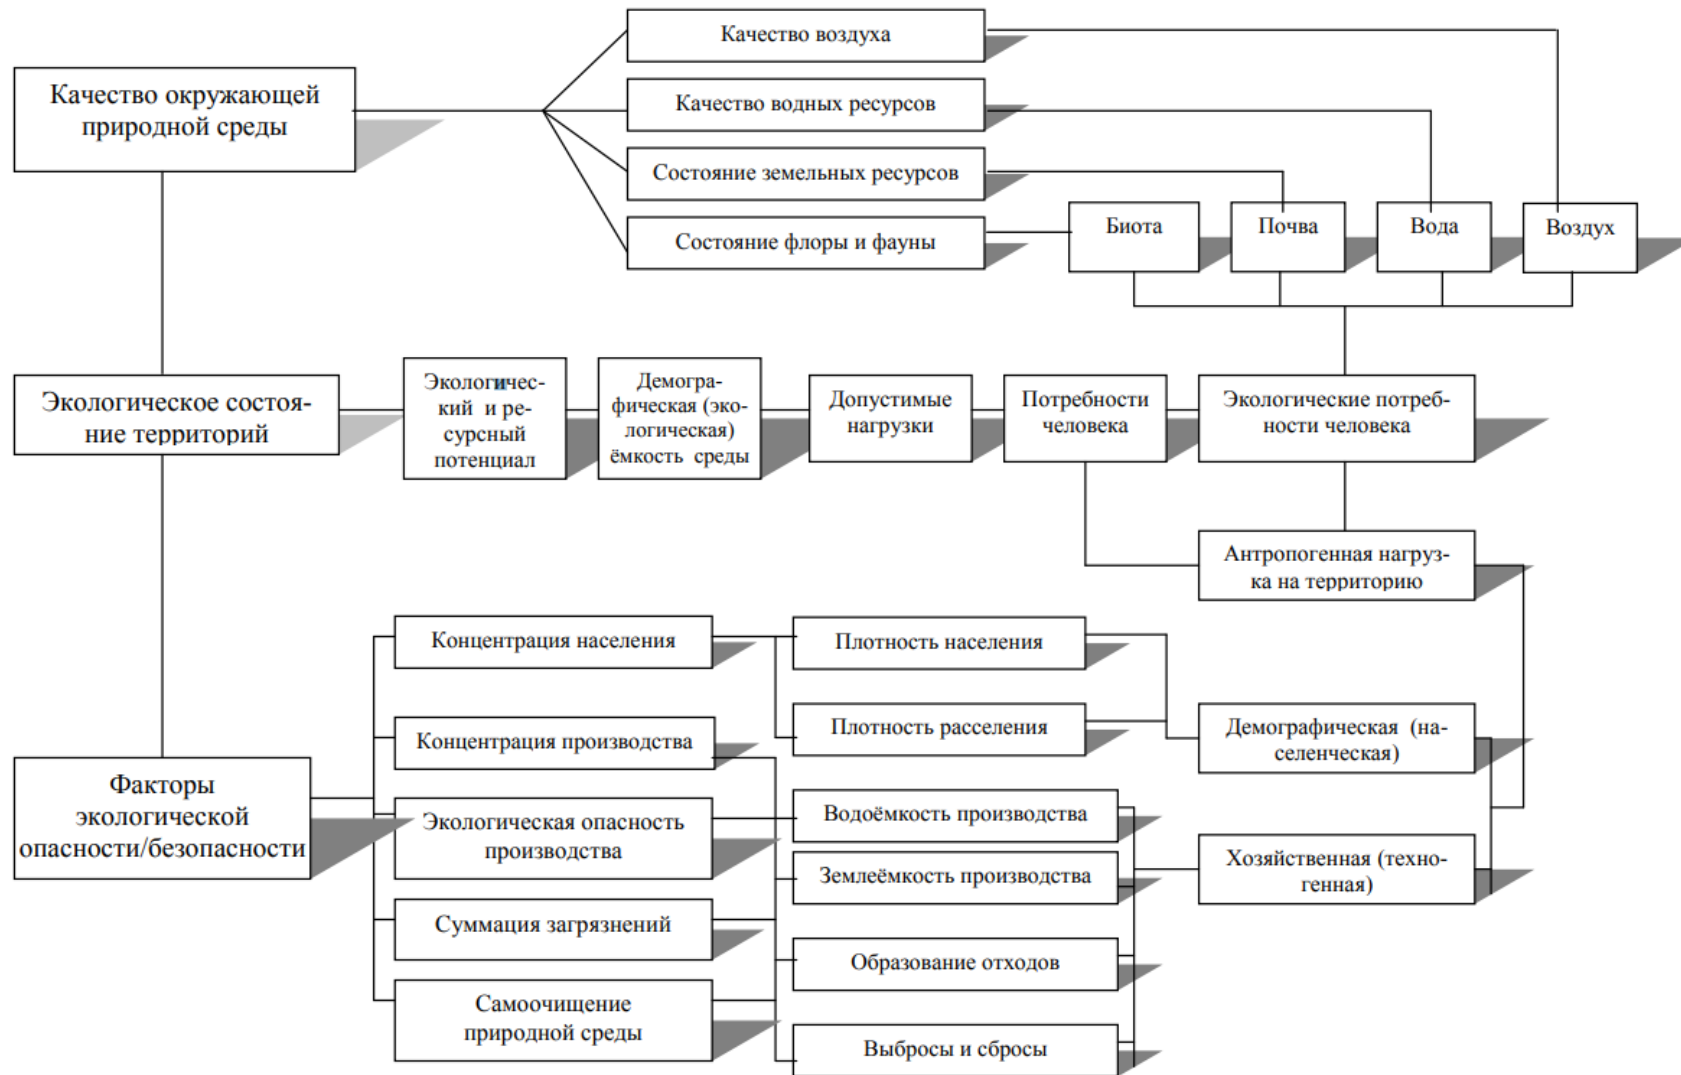 Качество воздуха
Качество окружающей
природной среды
Качество водных ресурсов
Состояние земельных ресурсов
Состояние флоры и фауны
Биота
Почва
Вода
Воздух
Экологическое состоя-
ние территорий
Экологичес-
кий и ре-
сурсный
потенциал
Демогра-
фическая (эко-
логическая)
ёмкость среды
Допустимые
нагрузки
Потребности
человека
Экологические потреб-
ности человека
Антропогенная нагруз-
ка на территорию
Концентрация населения
Плотность населения
Концентрация производства
Плотность расселения
Демографическая (на-
селенческая)
Факторы
экологической
опасности/безопасности
Экологическая опасность
производства
Водоёмкость производства
Землеёмкость производства
Хозяйственная (техно-
генная)
Суммация загрязнений
Образование отходов
Самоочищение
природной среды
Выбросы и сбросы